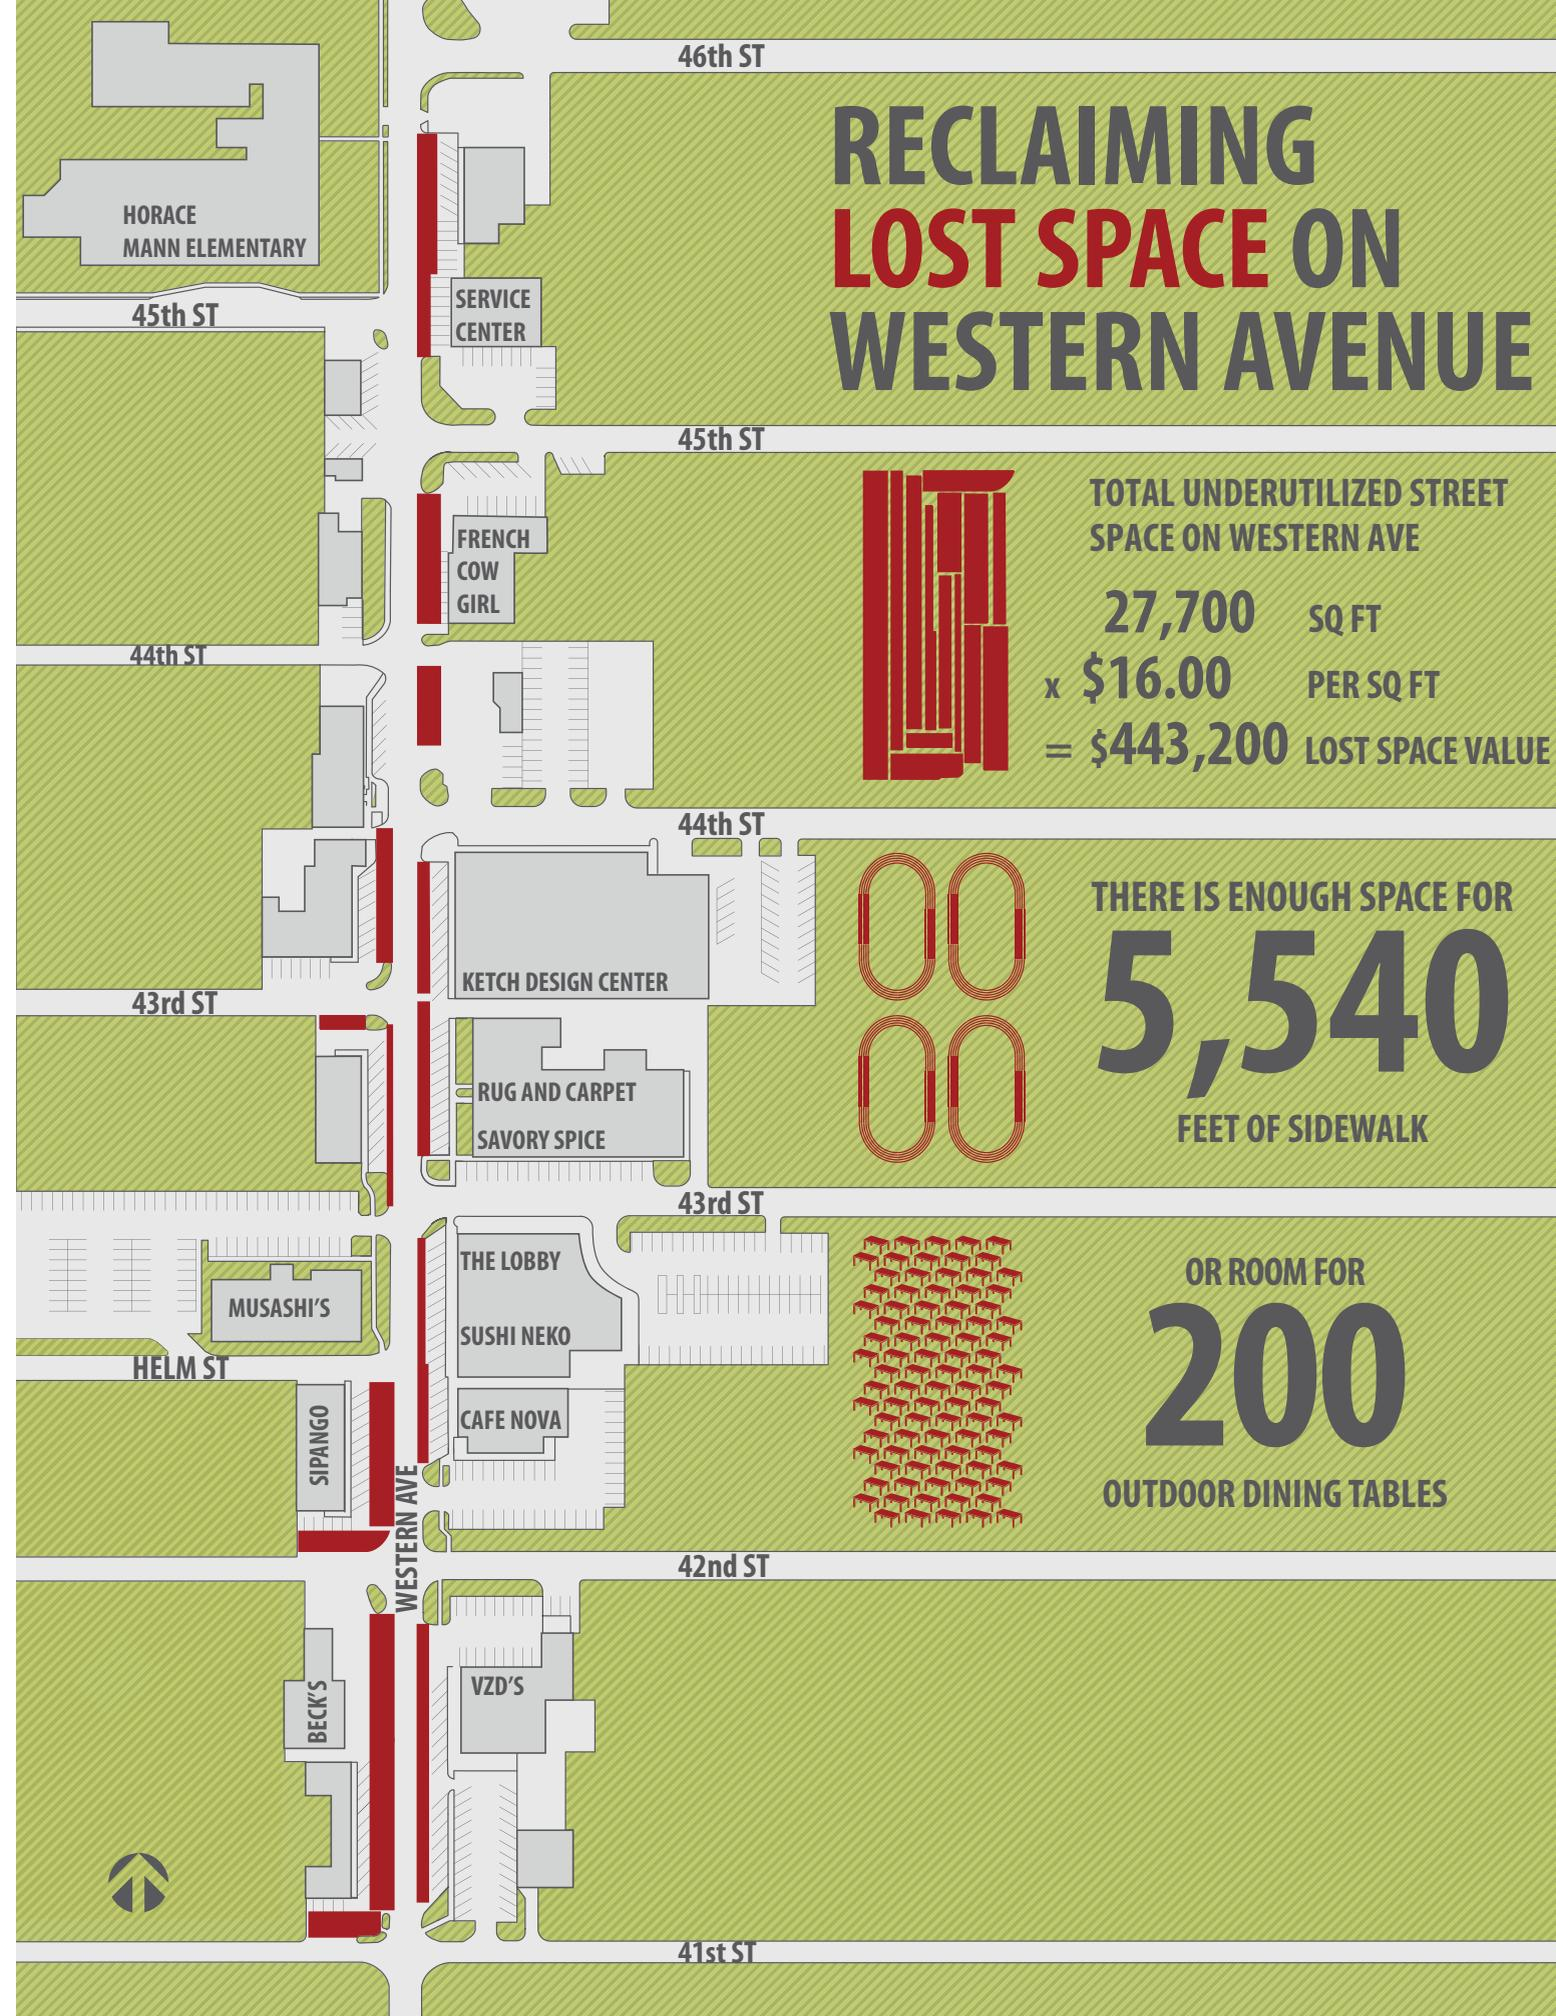 46th ST
RECLAIMING
LOST SPACE ON
WESTERN AVENUE
HORACE
MANN ELEMENTARY
SERVICE
CENTER
45th ST
45th ST
TOTAL UNDERUTILIZED STREET
SPACE ON WESTERN AVE
27,700 SQ FT
x $16.00 PER SQ FT
= $443,200 LOST SPACE VALUE
FRENCH
COW
GIRL
44th ST
44th ST
THERE IS ENOUGH SPACE FOR
5,540
FEET OF SIDEWALK
KETCH DESIGN CENTER
43rd ST
RUG AND CARPET
SAVORY SPICE
43rd ST
THE LOBBY
SUSHI NEKO
MUSASHI'S
OR ROOM FOR
200
OUTDOOR DINING TABLES
HELM ST
CAFE NOVA
SIPANGO
WESTERN AVE
42nd ST
VZD'S
BECK'S
41st ST